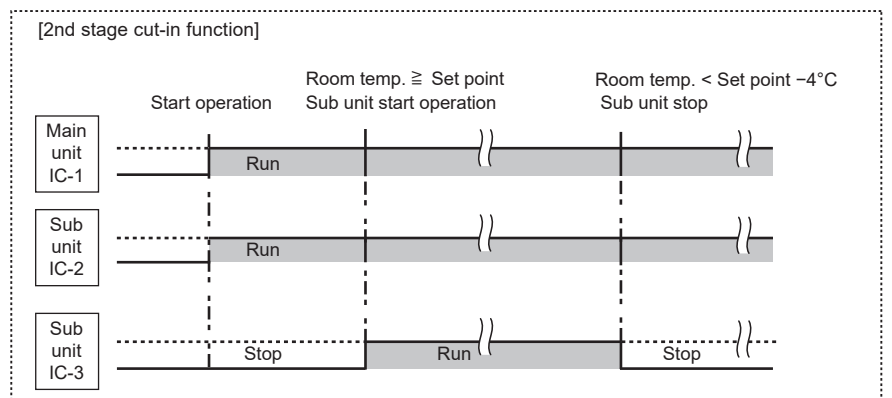 [2nd stage cut-in function]
Room temp. ≧ Set point
Room temp. < Set point −4°C
Start operation
Sub unit start operation
Sub unit stop
Main
unit
IC-1
Run
Sub
unit
IC-2
Run
Sub
unit
IC-3
Stop
Run
Stop